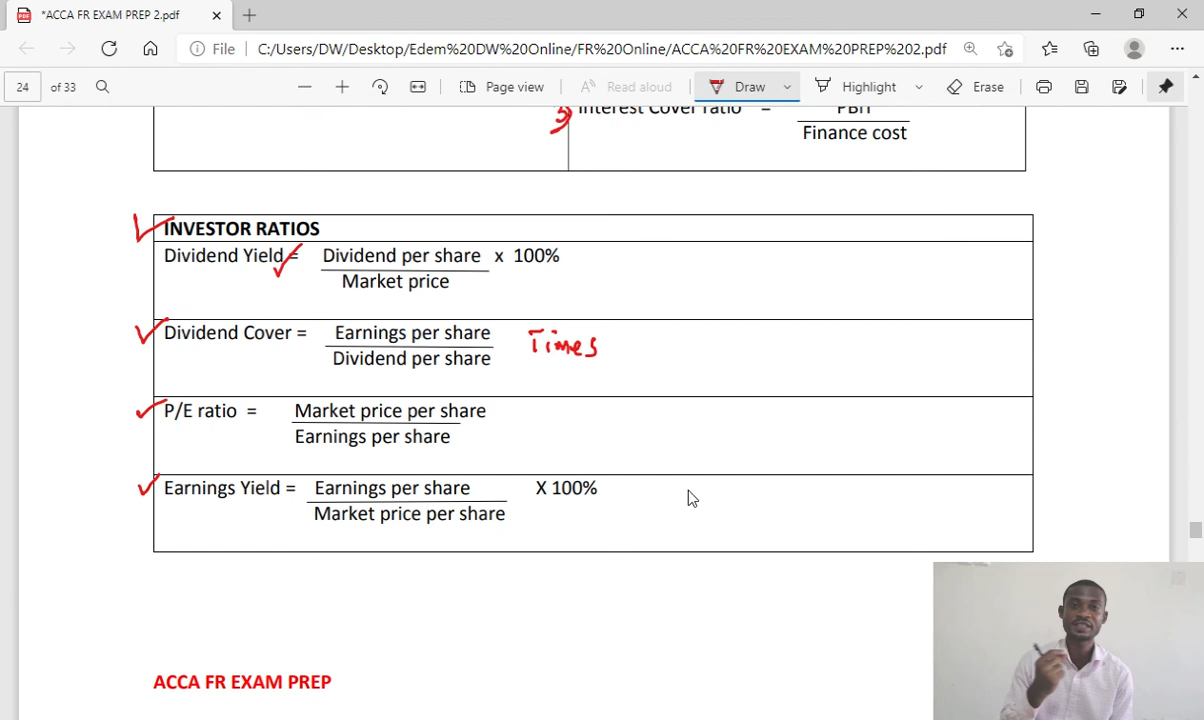 *ACCA FR EXAM PREP 2.pdf
File C:/Users/DW/Desktop/Edem%20DW%20Online/FR%20Online/ACCA%20FR%20EXAM%20PREP%202.pdf
24 of 33 Page view Read aloud Draw Highlight Erase
Interest Cover ratio = PBIT
Finance cost
INVESTOR RATIOS
Dividend Yield = Dividend per share x 100%
Market price
Dividend Cover = Earnings per share
Times
Dividend per share
P/E ratio = Market price per share
Earnings per share
Earnings Yield = Earnings per share X 100%
Market price per share
ACCA FR EXAM PREP